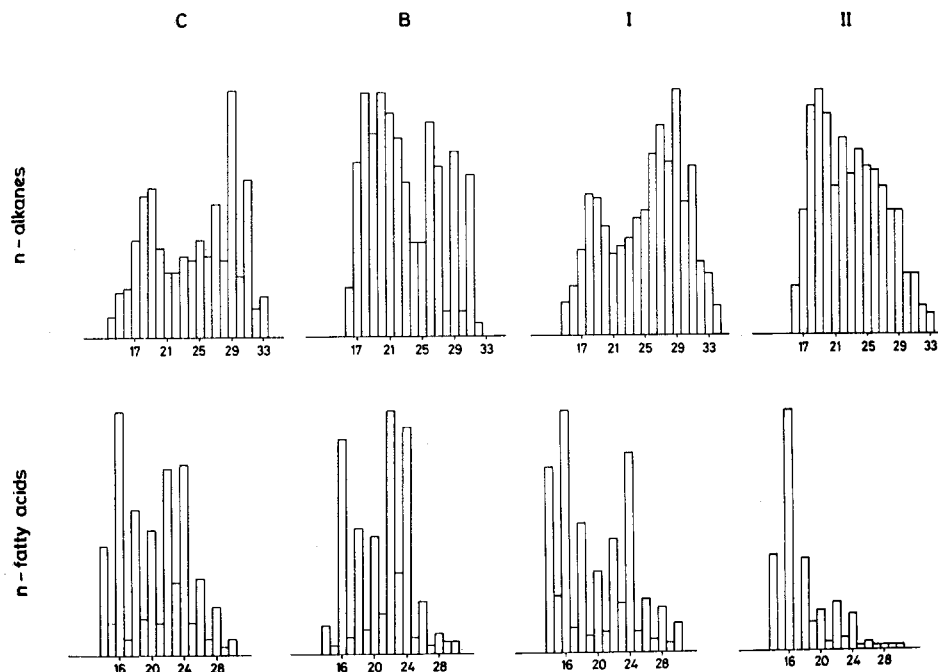 C B I II
n-alkanes
17 21 25 29 33 17 21 25 29 33 17 21 25 29 33 17 21 25 29 33
n-fatty acids
16 20 24 28 16 20 24 28 16 20 24 28 16 20 24 28